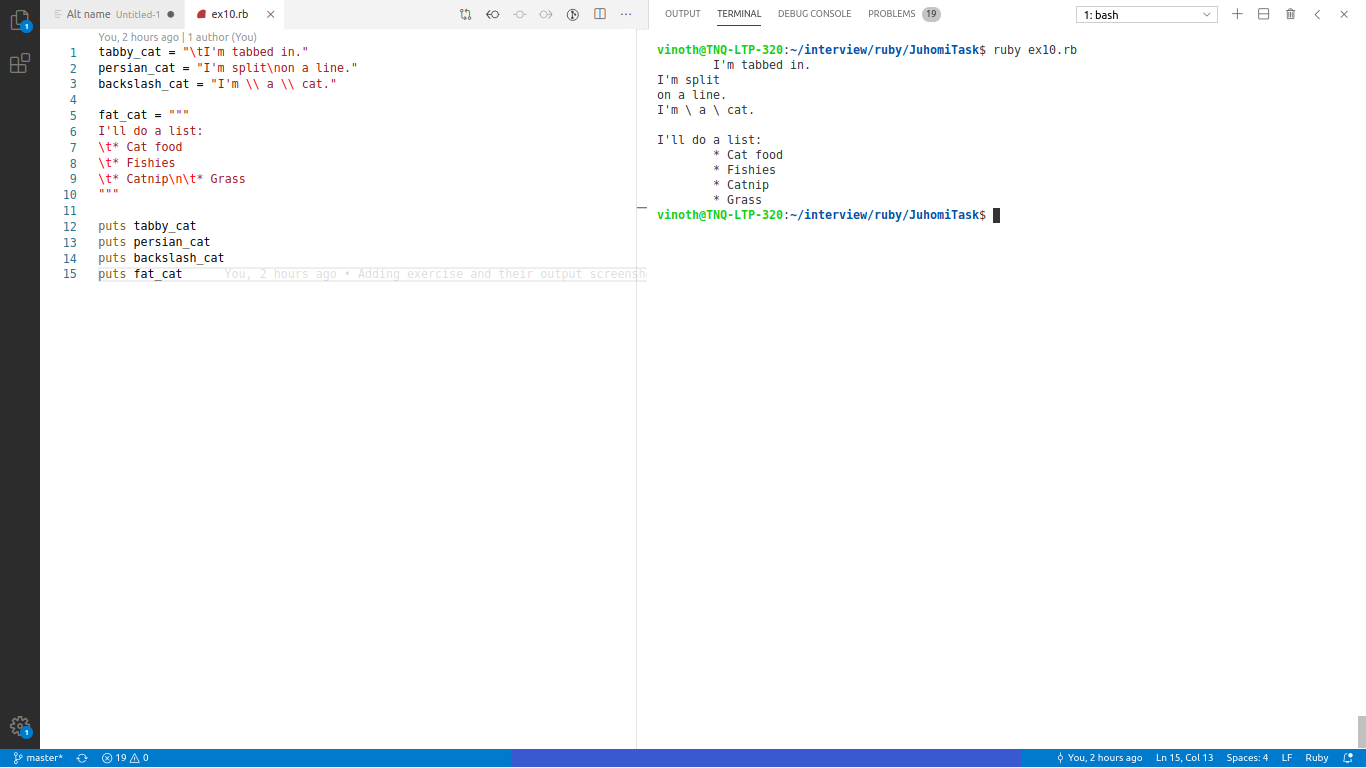 Alt name Untitled-1
ex10.rb
OUTPUT TERMINAL DEBUG CONSOLE PROBLEMS 19
1: bash
You, 2 hours ago | 1 author (You)
1 tabby_cat = "\tI'm tabbed in."
2 persian_cat = "I'm split\non a line."
3 backslash_cat = "I'm \\ a \\ cat."
4
5 fat_cat = """
6 I'll do a list:
7 \t* Cat food
8 \t* Fishies
9 \t* Catnip\n\t* Grass
10 """
11
12 puts tabby_cat
13 puts persian_cat
14 puts backslash_cat
15 puts fat_cat You, 2 hours ago • Adding exercise and their output screensh
vinoth@TNQ-LTP-320:~/interview/ruby/JuhomiTask$ ruby ex10.rb
I'm tabbed in.
I'm split
on a line.
I'm \ a \ cat.
I'll do a list:
* Cat food
* Fishies
* Catnip
* Grass
vinoth@TNQ-LTP-320:~/interview/ruby/JuhomiTask$
1
1
master* 19 0
You, 2 hours ago Ln 15, Col 13 Spaces: 4 LF Ruby